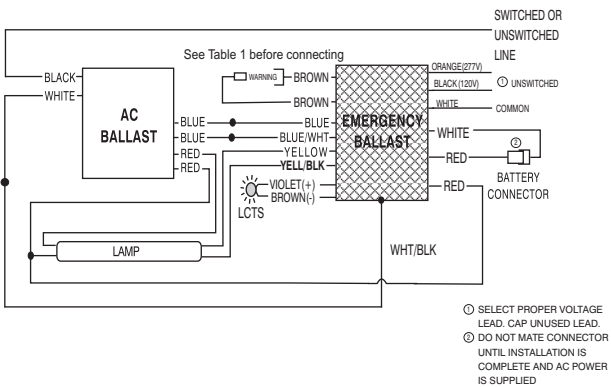 SWITCHED OR
UNSWITCHED
LINE
See Table 1 before connecting
BLACK
WHITE
AC
BALLAST
BLUE
BLUE
RED
RED
WARNING
BROWN
BROWN
BLUE
BLUE/WHT
YELLOW
YELL/BLK
VIOLET(+)
BROWN(-)
LCTS
EMERGENCY
BALLAST
ORANGE(277V)
BLACK (120V)
① UNSWITCHED
WHITE
COMMON
WHITE
②
RED
BATTERY
CONNECTOR
RED
LAMP
WHT/BLK
① SELECT PROPER VOLTAGE
LEAD. CAP UNUSED LEAD.
② DO NOT MATE CONNECTOR
UNTIL INSTALLATION IS
COMPLETE AND AC POWER
IS SUPPLIED